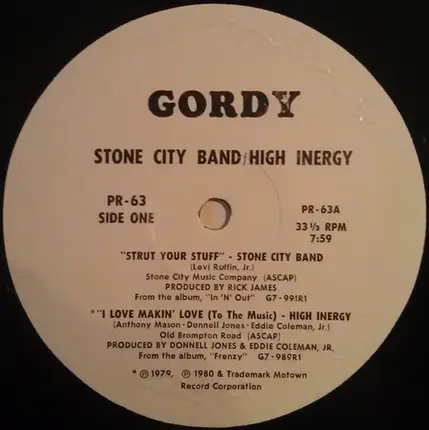 GORDY
STONE CITY BAND/HIGH INERGY
PR-63
SIDE ONE
PR-63A
33⅓ RPM
7:59
"STRUT YOUR STUFF" - STONE CITY BAND
(Levi Ruffin, Jr.)
Stone City Music Company (ASCAP)
PRODUCED BY RICK JAMES
From the album, "In 'N' Out" G7-991R1
*"I LOVE MAKIN' LOVE (To The Music) - HIGH INERGY
(Anthony Mason - Donnell Jones - Eddie Coleman, Jr.)
Old Brompton Road (ASCAP)
PRODUCED BY DONNELL JONES & EDDIE COLEMAN, JR.
From the album, "Frenzy" G7-989R1
* ℗ 1979, ℗ 1980 & Trademark Motown
Record Corporation